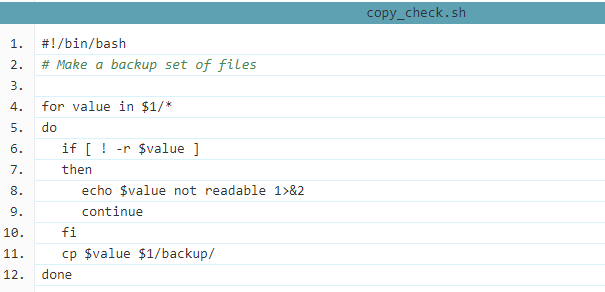 copy_check.sh
1. #!/bin/bash
2. # Make a backup set of files
3.
4. for value in $1/*
5. do
6. if [ ! -r $value ]
7. then
8. echo $value not readable 1>&2
9. continue
10. fi
11. cp $value $1/backup/
12. done